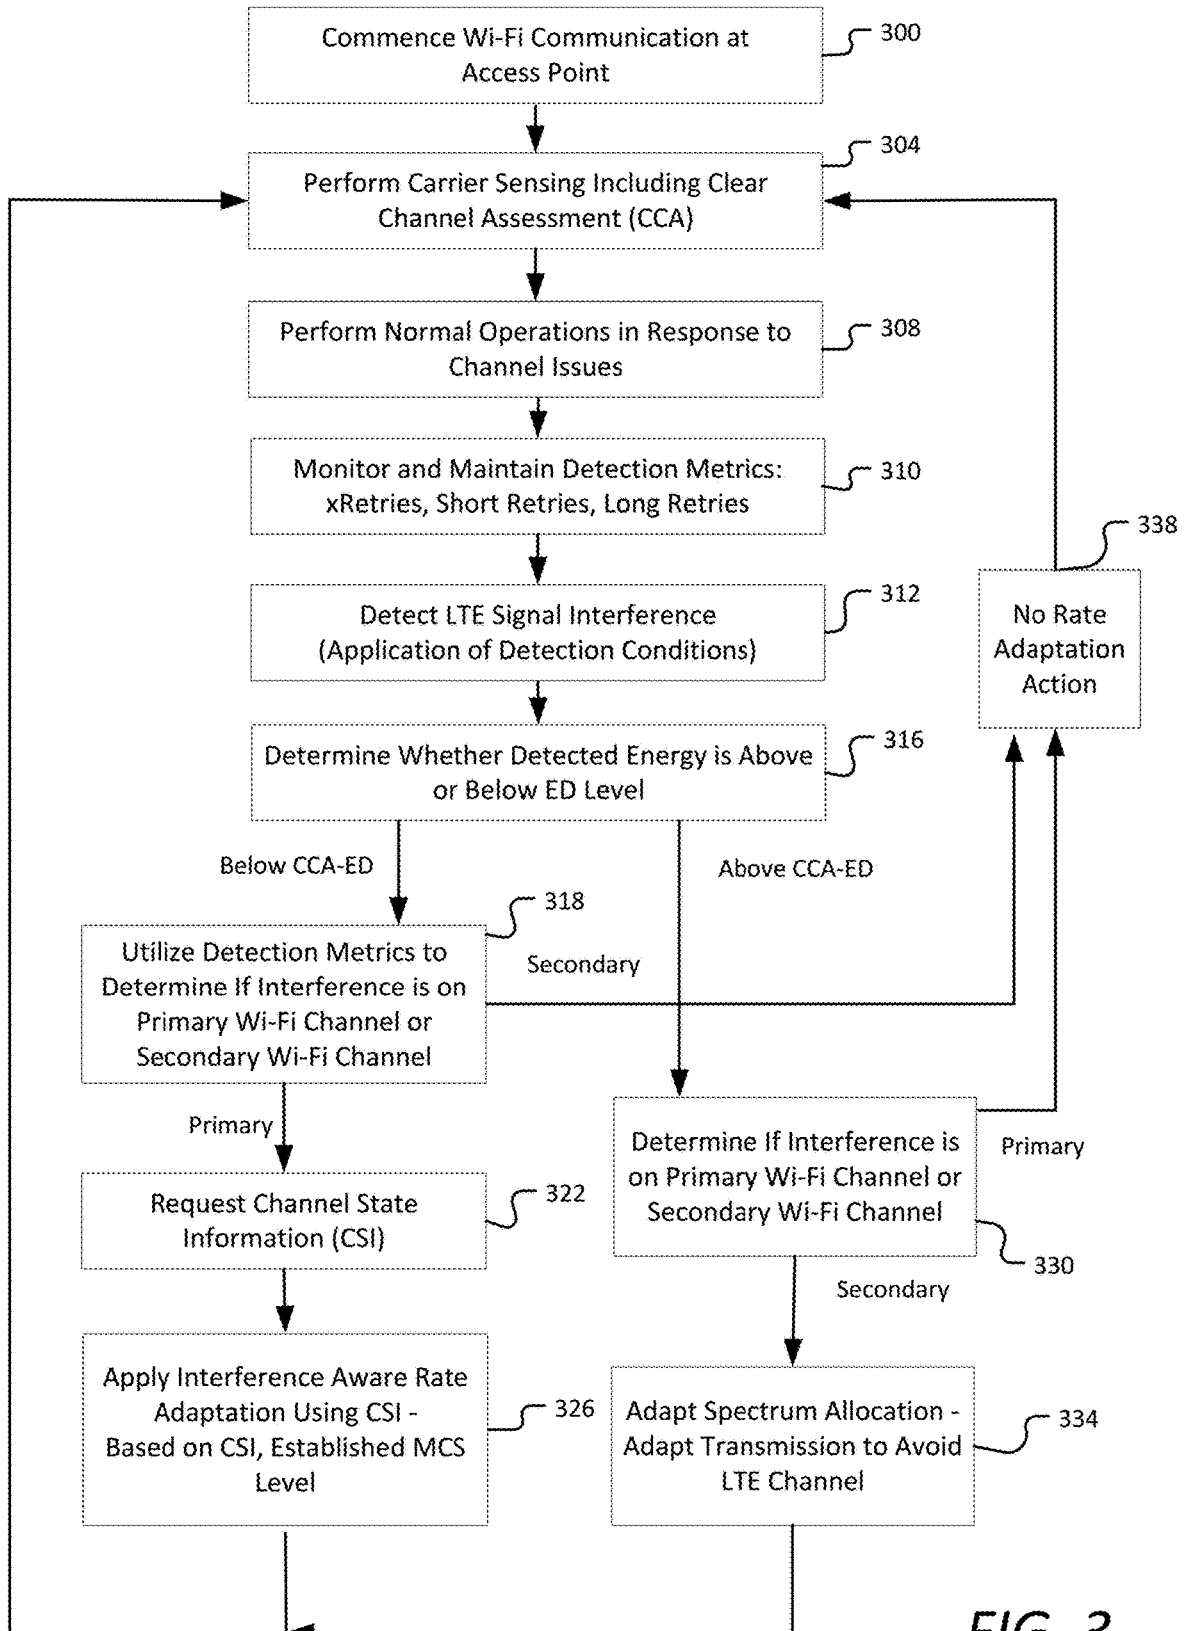 Commence Wi-Fi Communication at
Access Point
300
304
Perform Carrier Sensing Including Clear
Channel Assessment (CCA)
Perform Normal Operations in Response to
Channel Issues
308
Monitor and Maintain Detection Metrics:
xRetries, Short Retries, Long Retries
310
338
Detect LTE Signal Interference
(Application of Detection Conditions)
312
No Rate
Adaptation
Action
Determine Whether Detected Energy is Above
or Below ED Level
316
Below CCA-ED
Above CCA-ED
318
Utilize Detection Metrics to
Determine If Interference is on
Primary Wi-Fi Channel or
Secondary Wi-Fi Channel
Secondary
Primary
Determine If Interference is
on Primary Wi-Fi Channel or
Secondary Wi-Fi Channel
Primary
Request Channel State
Information (CSI)
322
330
Secondary
Apply Interference Aware Rate
Adaptation Using CSI -
Based on CSI, Established MCS
Level
326
Adapt Spectrum Allocation -
Adapt Transmission to Avoid
LTE Channel
334
FIG. 3